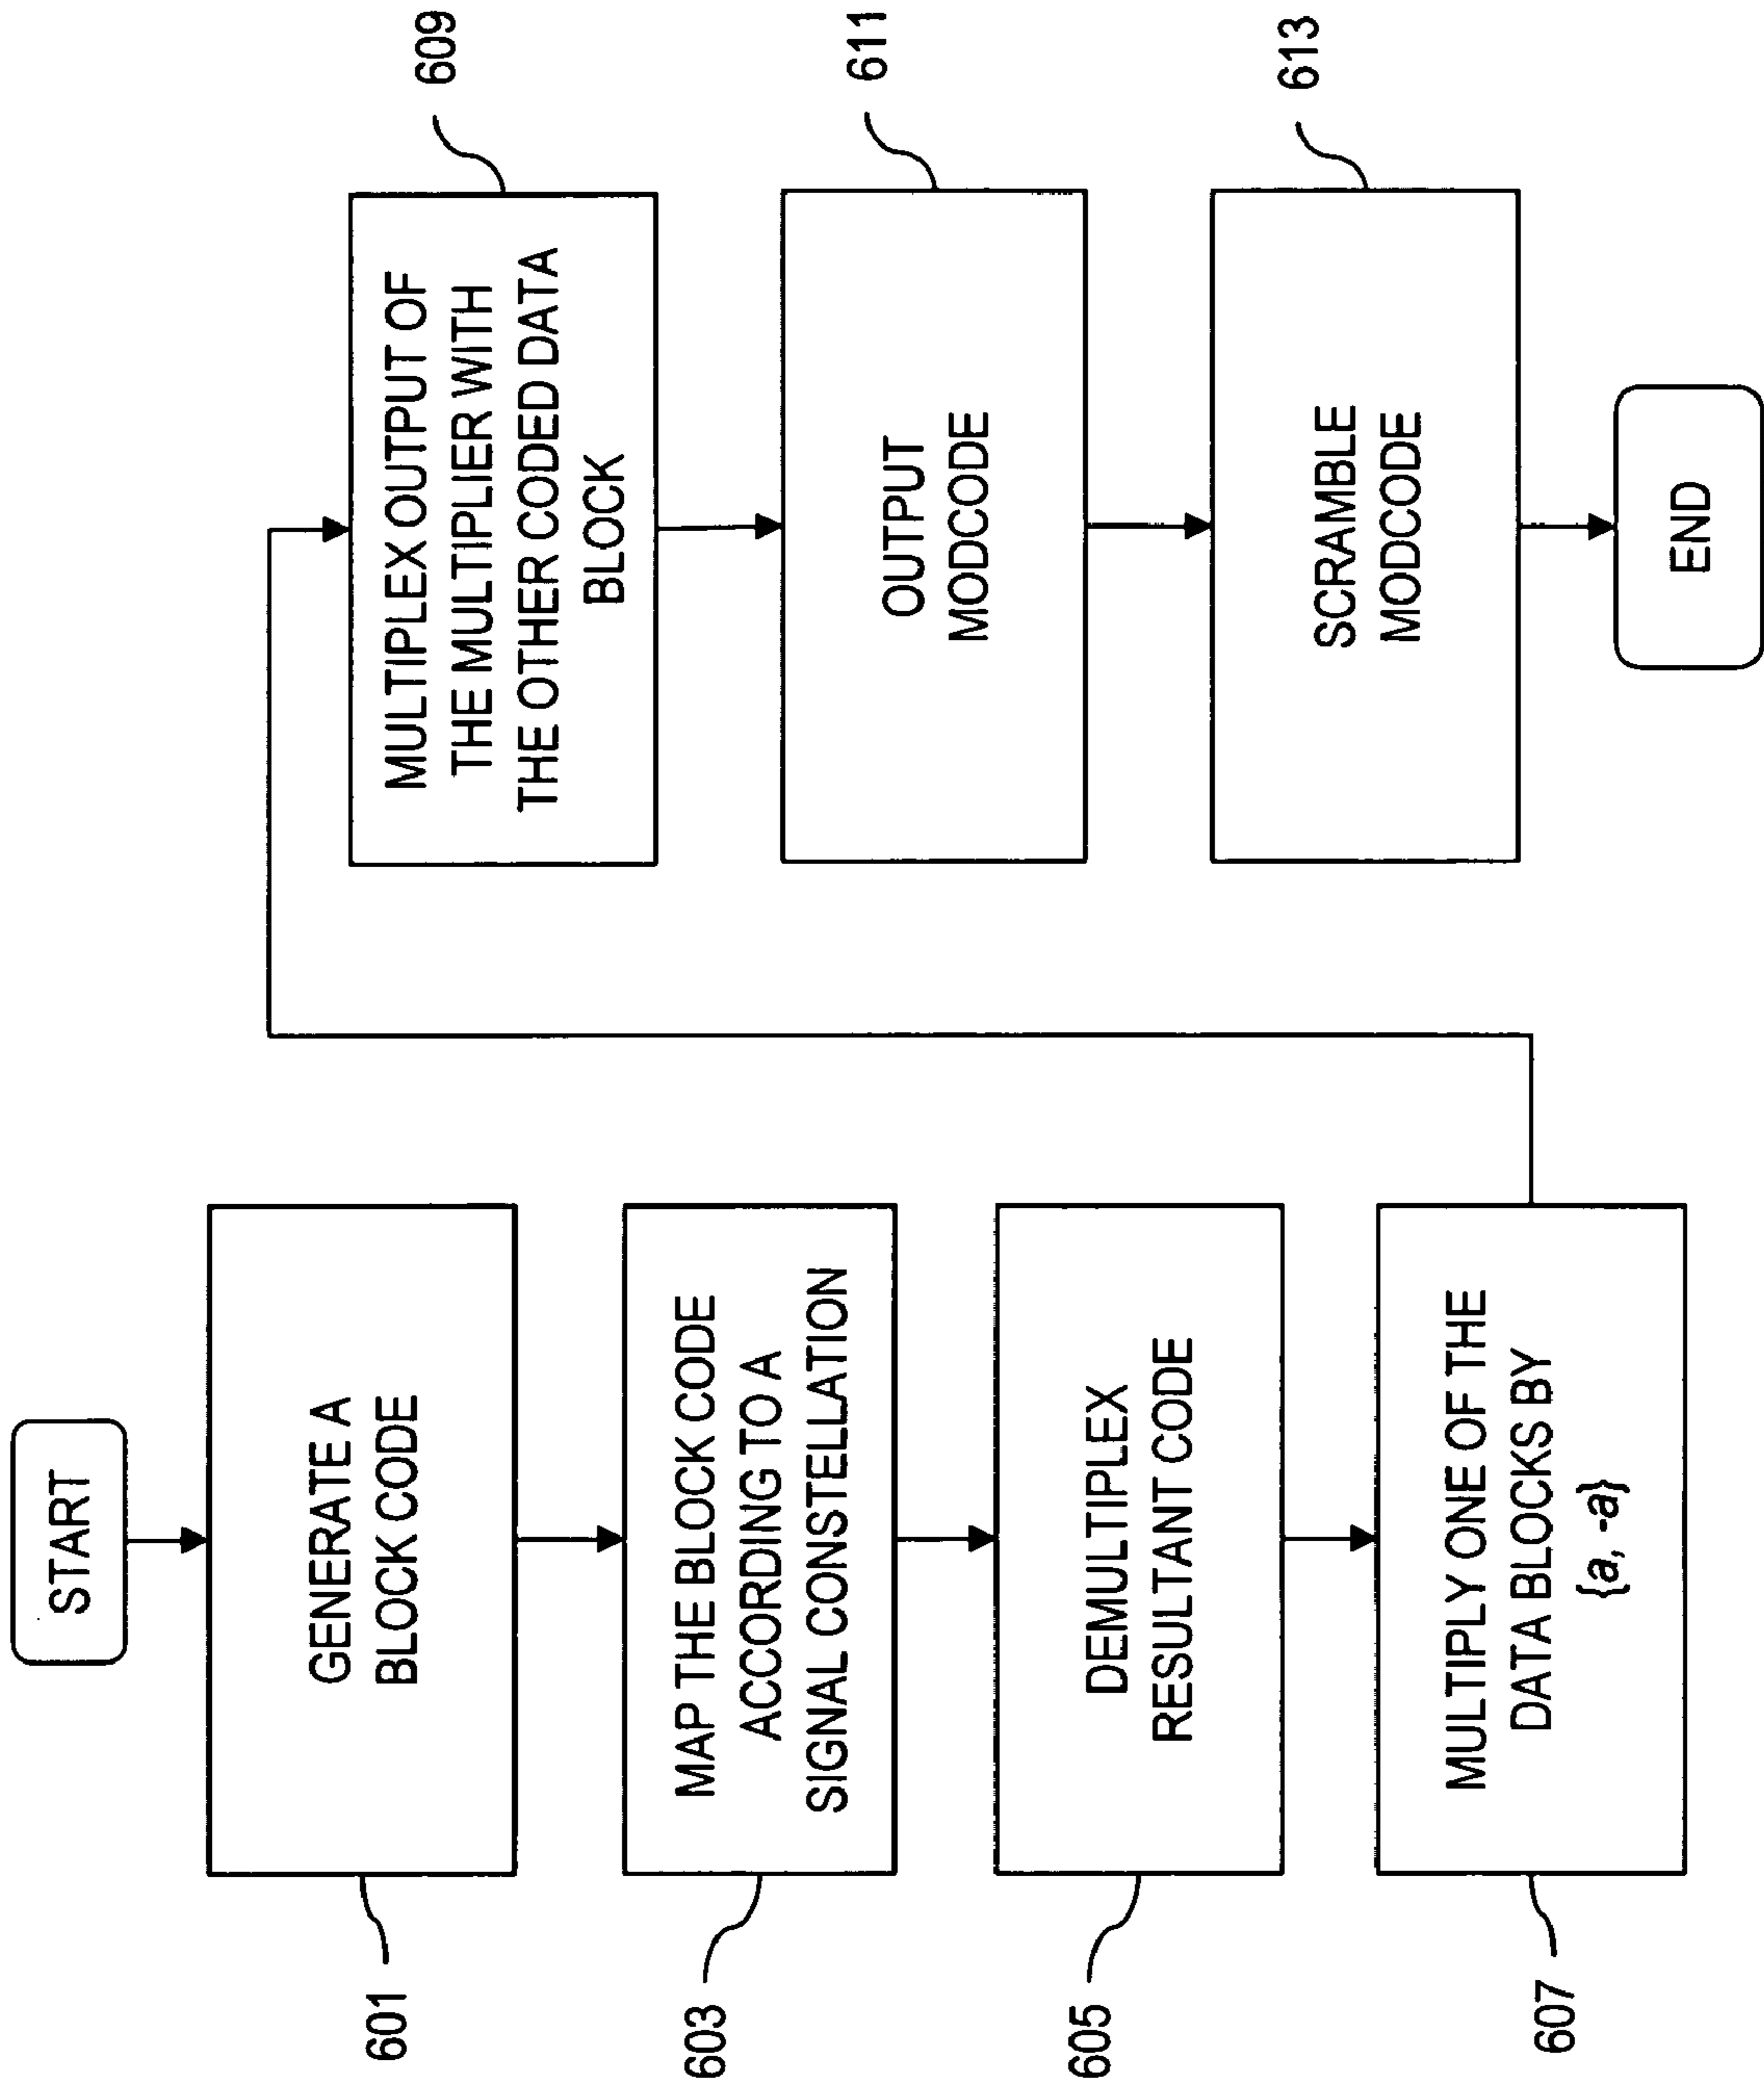 START
GENERATE A
BLOCK CODE
601
MAP THE BLOCK CODE
ACCORDING TO A
SIGNAL CONSTELLATION
603
DEMULTIPLEX
RESULTANT CODE
605
MULTIPLY ONE OF THE
DATA BLOCKS BY
{a, -a}
607
MULTIPLEX OUTPUT OF
THE MULTIPLIER WITH
THE OTHER CODED DATA
BLOCK
609
OUTPUT
MODCODE
611
SCRAMBLE
MODCODE
613
END